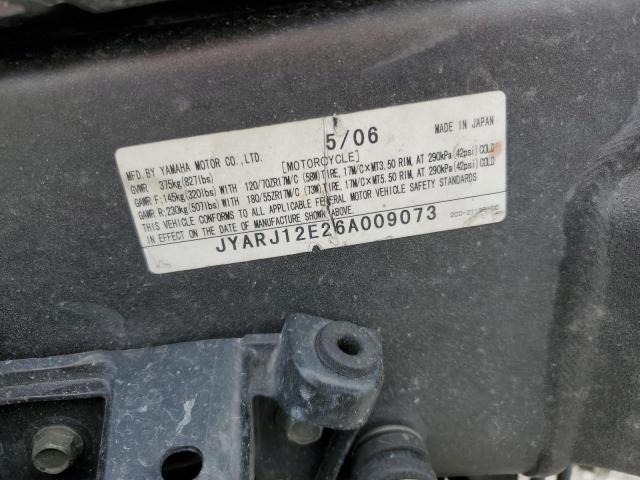 5/06
MFD.BY YAMAHA MOTOR CO.,LTD. [MOTORCYCLE] MADE IN JAPAN
GVWR 375kg(827lbs)
GAWR F:145kg(320lbs)WITH 120/70ZR17M/C (58W)TIRE, 17M/C×MT3.50 RIM, AT 290kPa(42psi)COLD
GAWR R:230kg(507lbs)WITH 180/55ZR17M/C (73W)TIRE, 17M/C×MT5.50 RIM, AT 290kPa(42psi)COLD
THIS VEHICLE CONFORMS TO ALL APPLICABLE FEDERAL MOTOR VEHICLE SAFETY STANDARDS
IN EFFECT ON THE DATE OF MANUFACTURE SHOWN ABOVE.
JYARJ12E26A009073